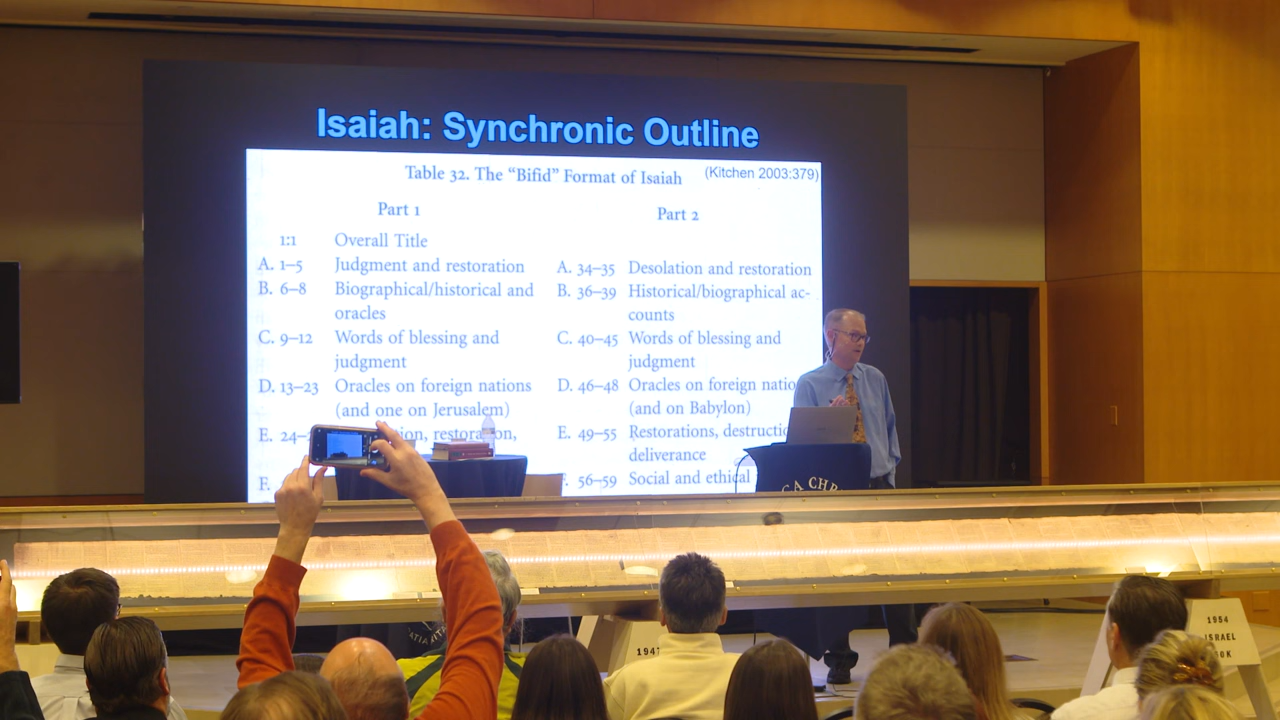 Isaiah: Synchronic Outline
Table 32. The “Bifid” Format of Isaiah (Kitchen 2003:379)
Part 1 Part 2
1:1 Overall Title
A. 1–5 Judgment and restoration A. 34–35 Desolation and restoration
B. 6–8 Biographical/historical and B. 36–39 Historical/biographical ac-
oracles counts
C. 9–12 Words of blessing and C. 40–45 Words of blessing and
judgment judgment
D. 13–23 Oracles on foreign nations D. 46–48 Oracles on foreign
(and one on Jerusalem) (and on Babylon)
E. E. 49–55 Restorations,
deliverance
F. 56–59 Social and ethical
1947
1954
ISRAEL